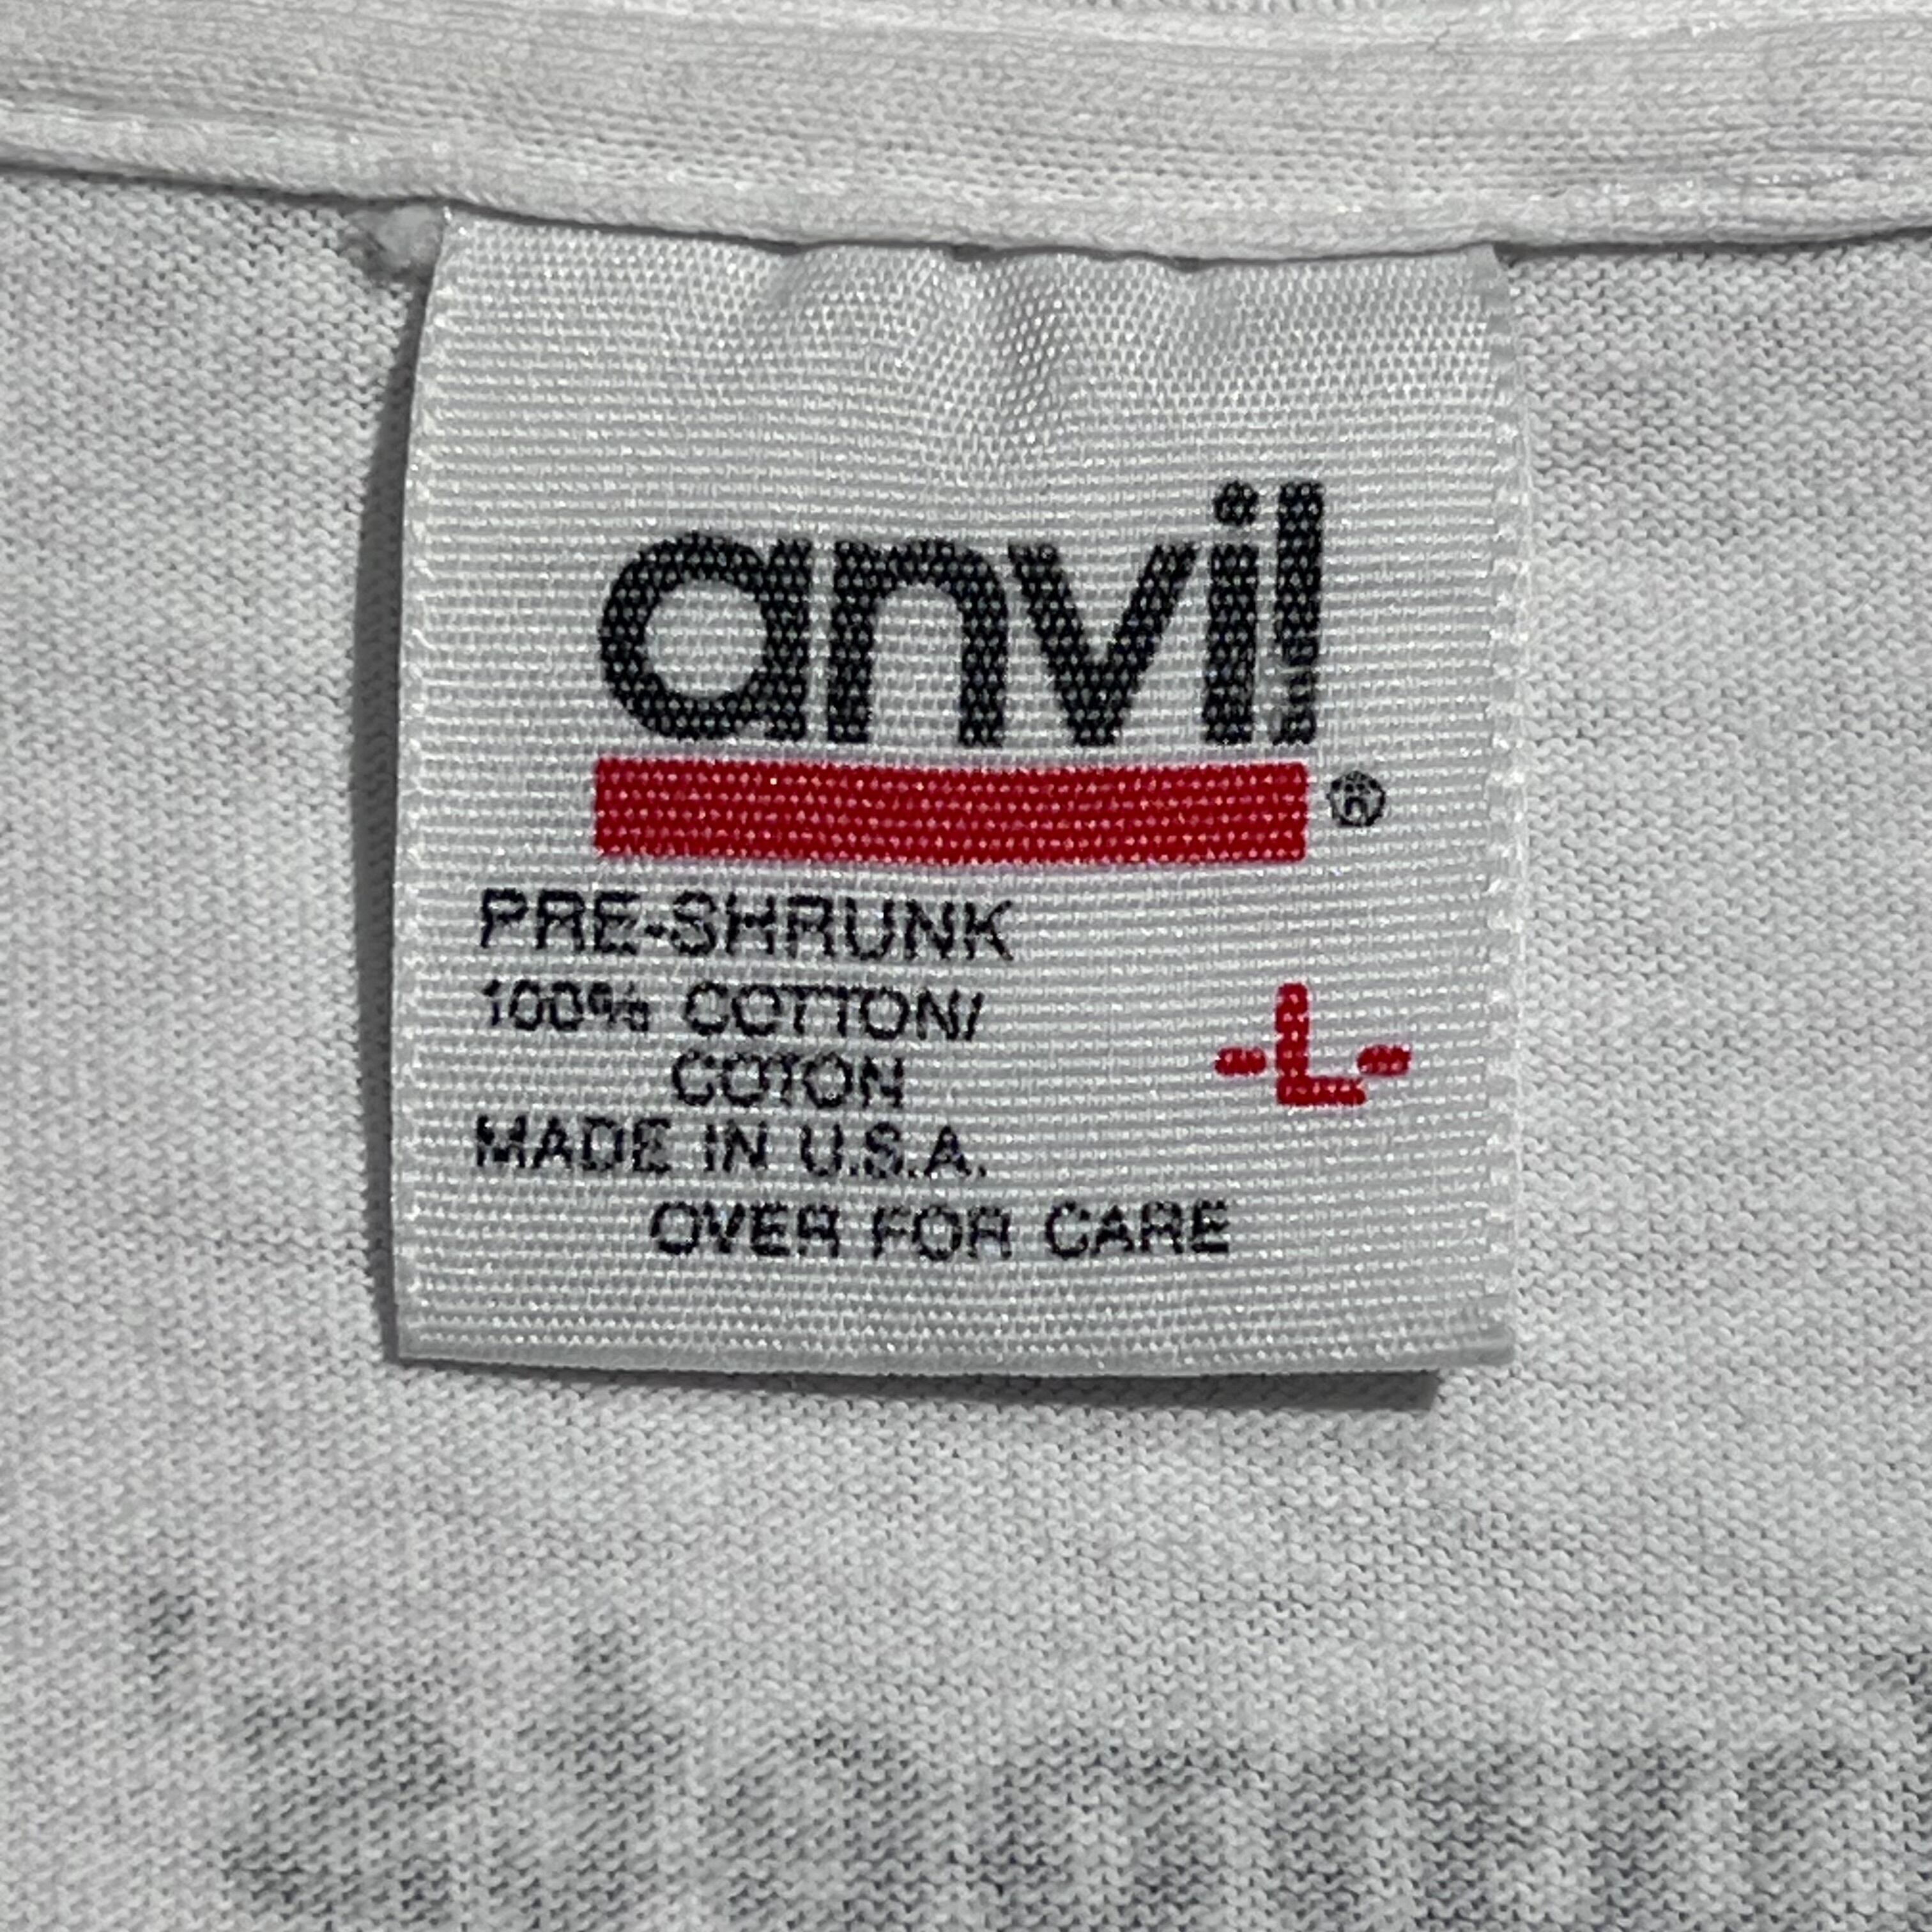 anvil
®
PRE-SHRUNK
100% COTTON/
COTON
-L-
MADE IN U.S.A.
OVER FOR CARE